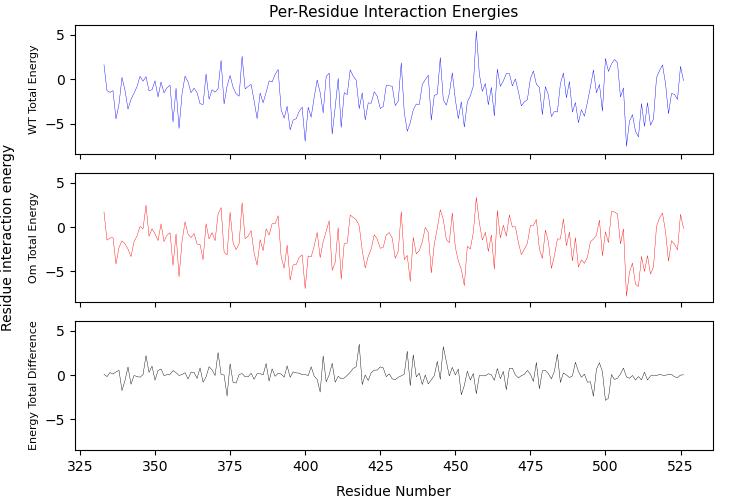 Per-Residue Interaction Energies
Residue interaction energy
WT Total Energy
5
0
−5
Om Total Energy
5
0
−5
Energy Total Difference
5
0
−5
325 350 375 400 425 450 475 500 525
Residue Number